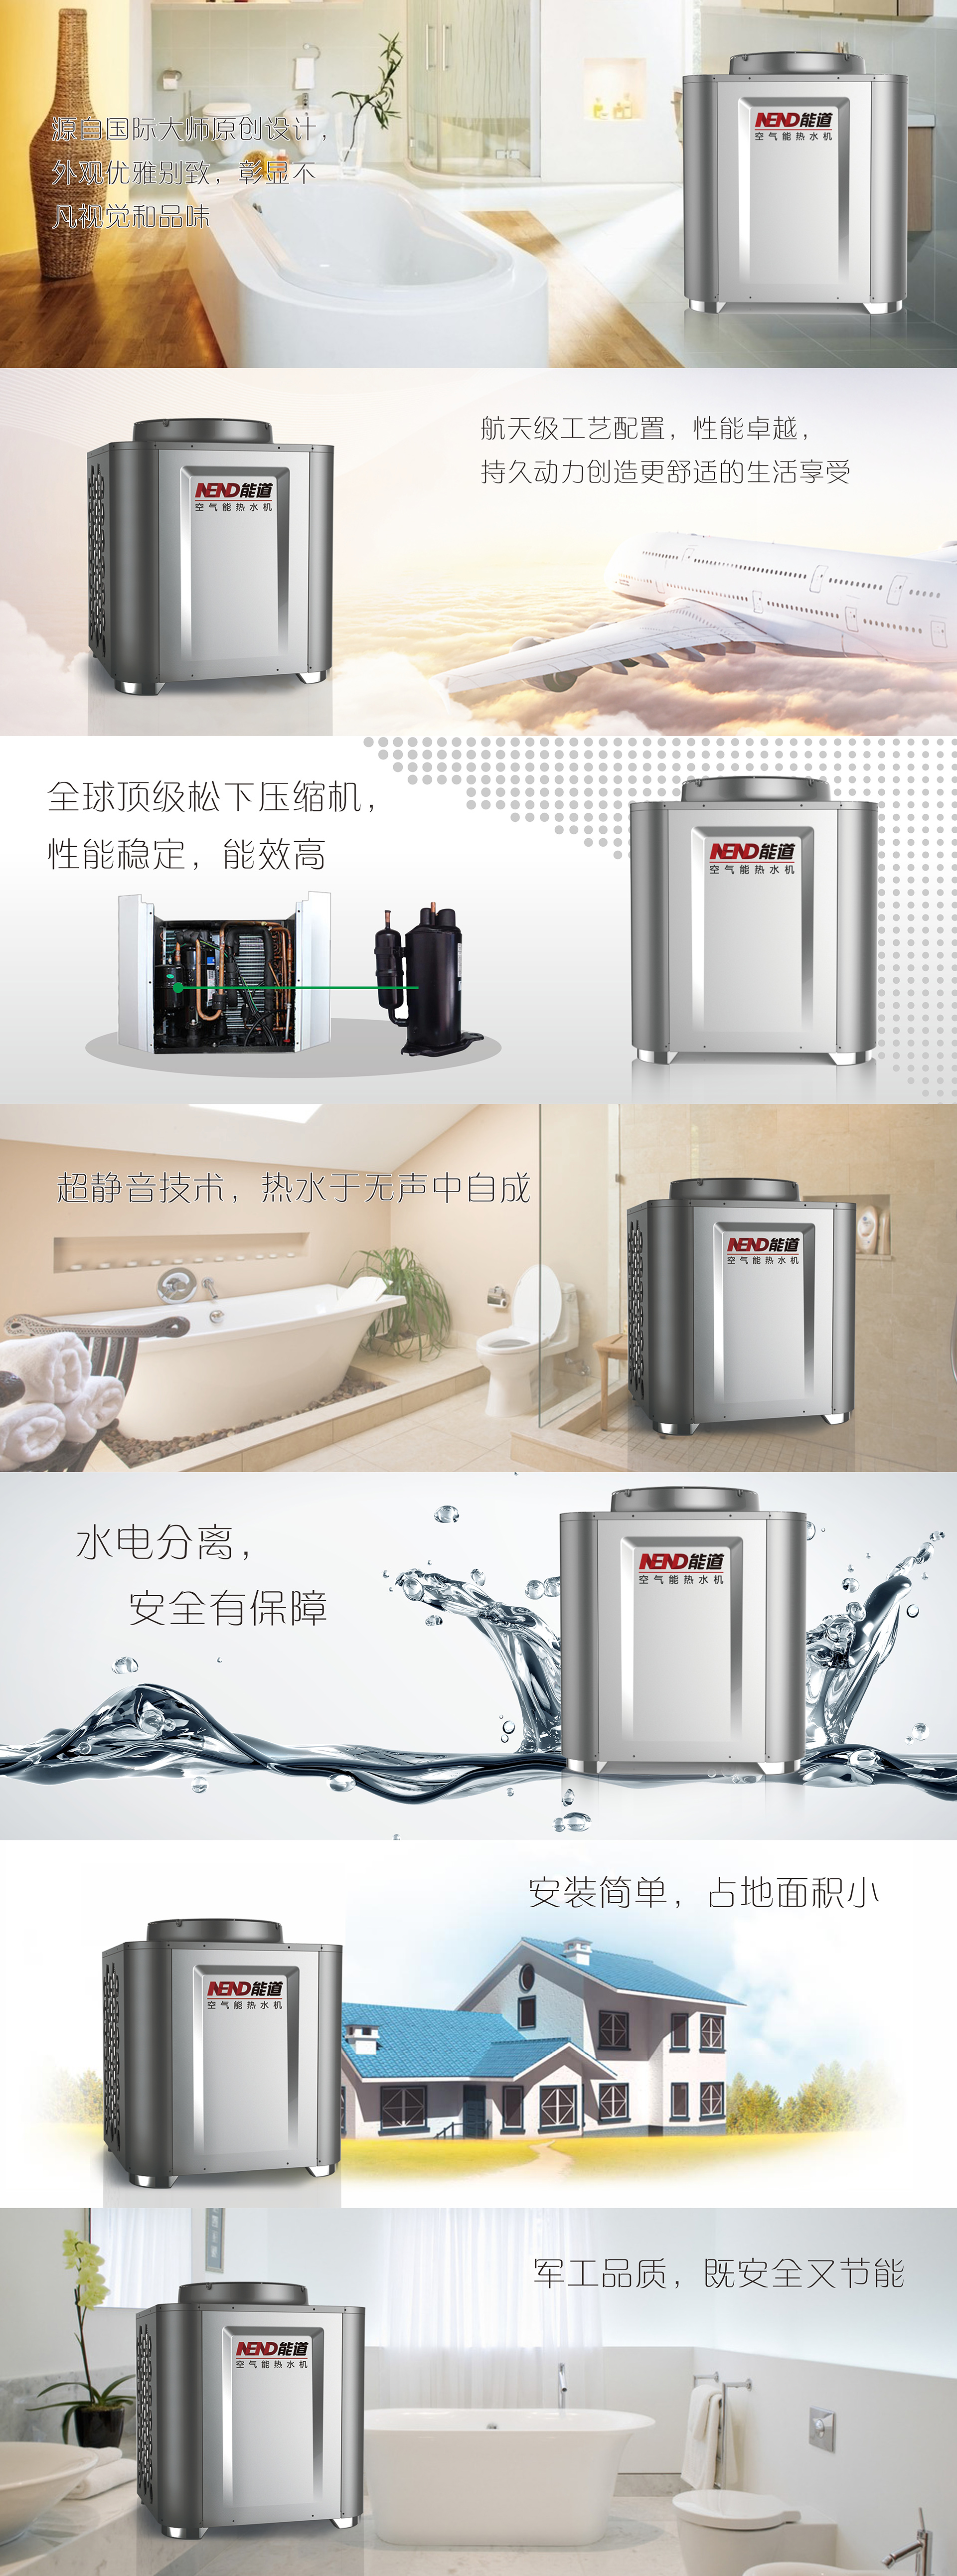 源自国际大师原创设计，
外观优雅别致，彰显不
凡视觉和品味
NEND能道
空气能热水机
航天级工艺配置，性能卓越，
持久动力创造更舒适的生活享受
NEND能道
空气能热水机
全球顶级松下压缩机，
性能稳定，能效高
NEND能道
空气能热水机
超静音技术，热水于无声中自成
NEND能道
空气能热水机
水电分离，
安全有保障
NEND能道
空气能热水机
安装简单，占地面积小
NEND能道
空气能热水机
军工品质，既安全又节能
NEND能道
空气能热水机